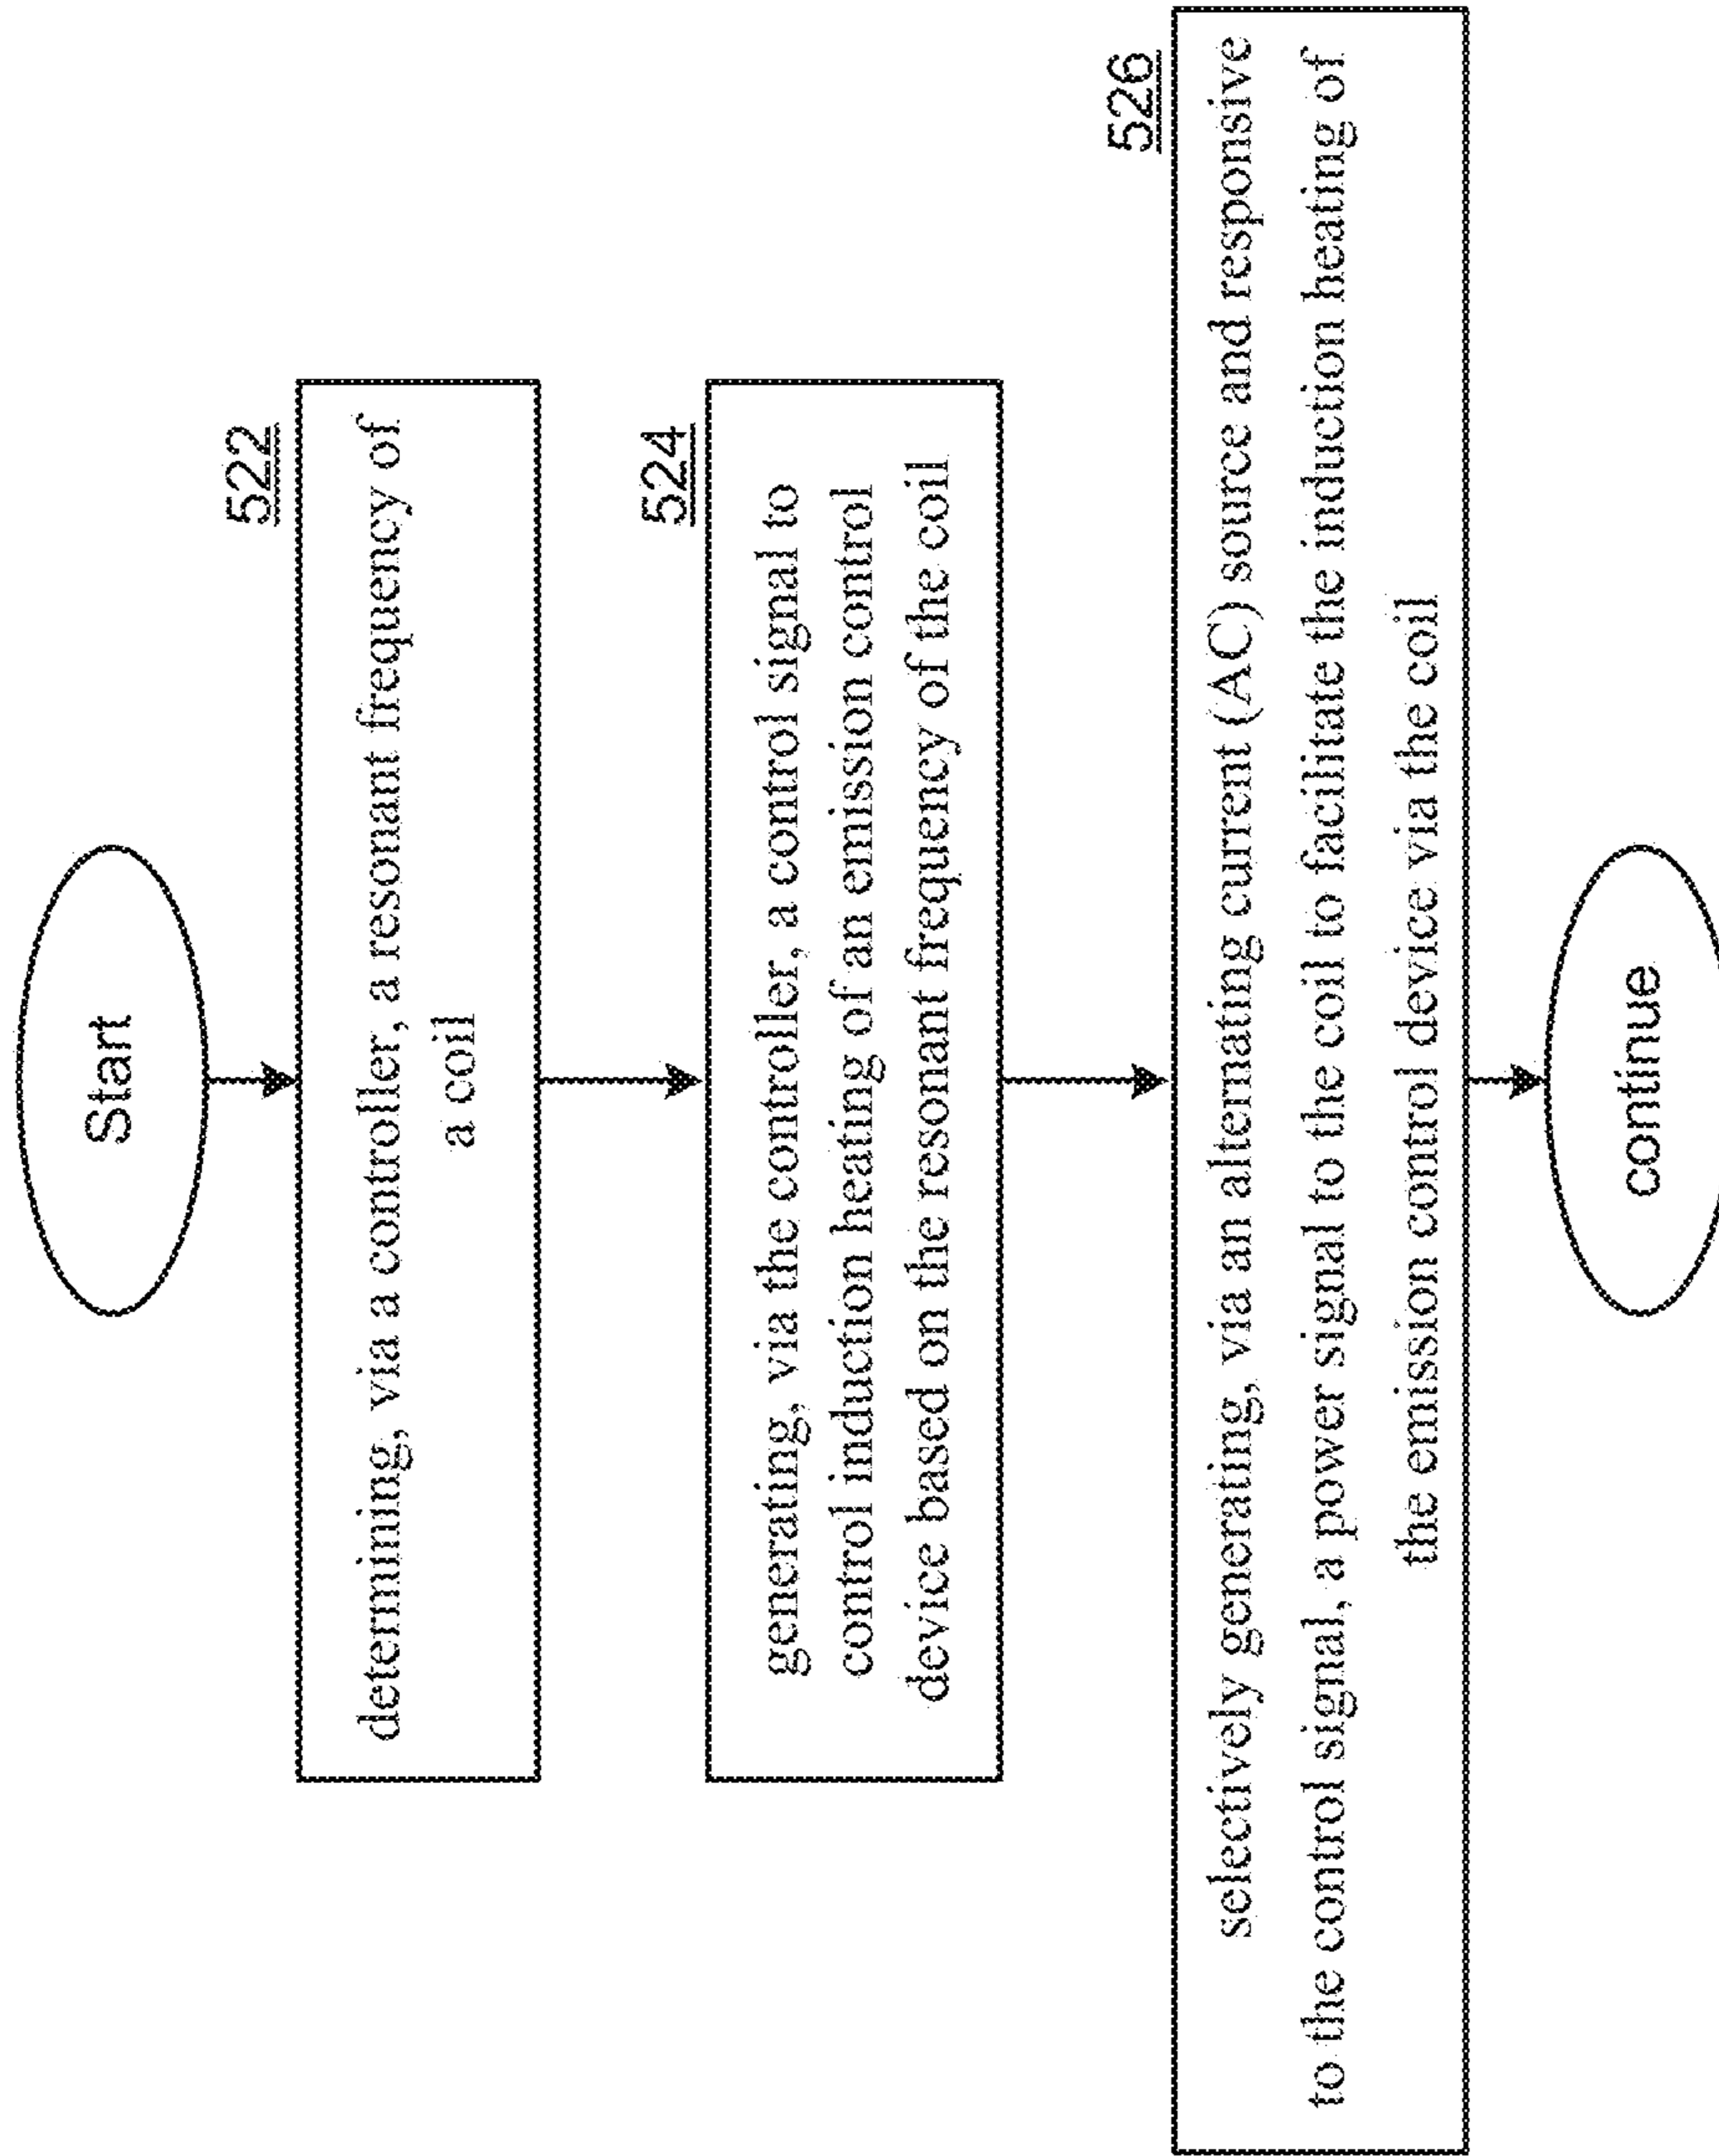 Start
522
determining, via a controller, a resonant frequency of
a coil
524
generating, via the controller, a control signal to
control induction heating of an emission control
device based on the resonant frequency of the coil
526
selectively generating, via an alternating current (AC) source and responsive
to the control signal, a power signal to the coil to facilitate the induction heating of
the emission control device via the coil
continue